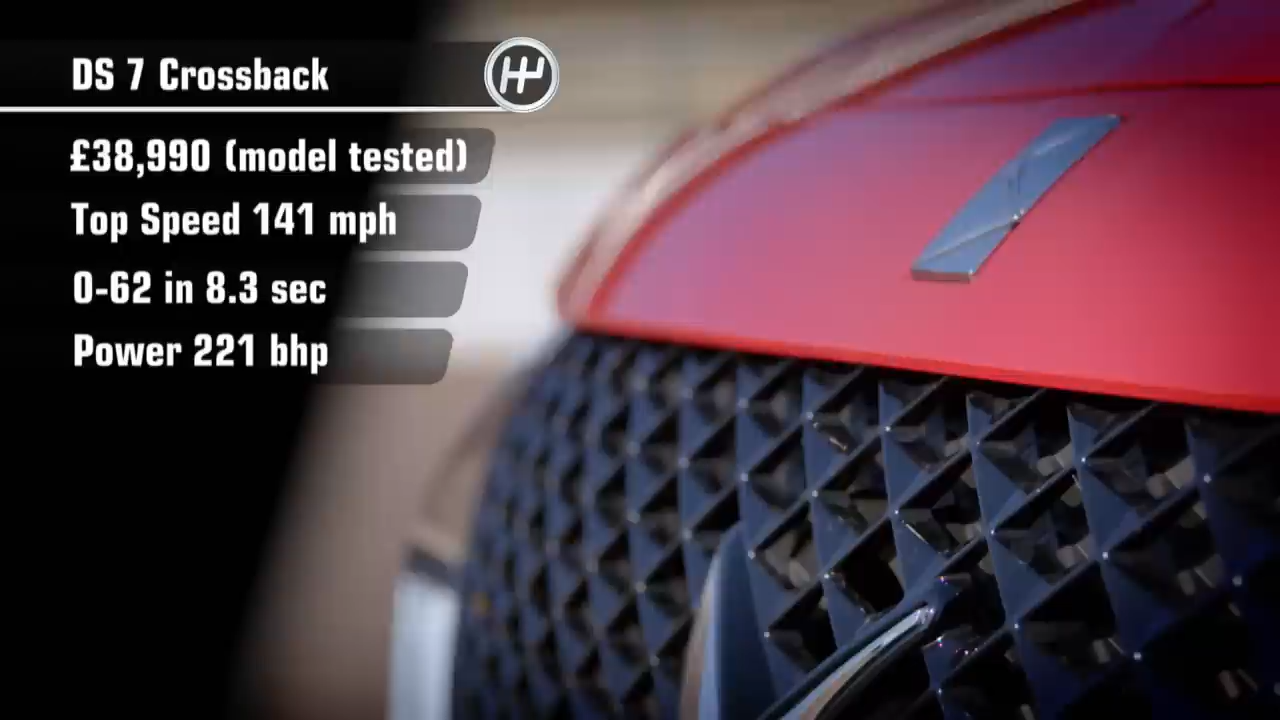 DS 7 Crossback
£38,990 (model tested)
Top Speed 141 mph
0-62 in 8.3 sec
Power 221 bhp